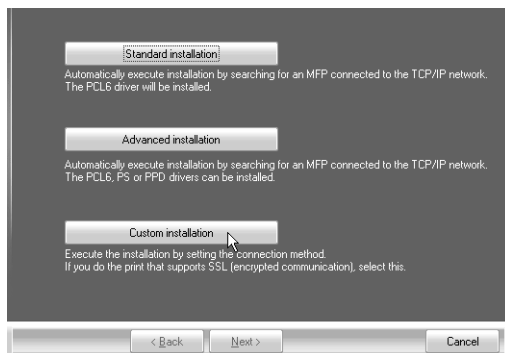 Standard installation
Automatically execute installation by searching for an MFP connected to the TCP/IP network.
The PCL6 driver will be installed.
Advanced installation
Automatically execute installation by searching for an MFP connected to the TCP/IP network.
The PCL6, PS or PPD drivers can be installed.
Custom installation
Execute the installation by setting the connection method.
If you do the print that supports SSL (encrypted communication), select this.
< Back Next > Cancel